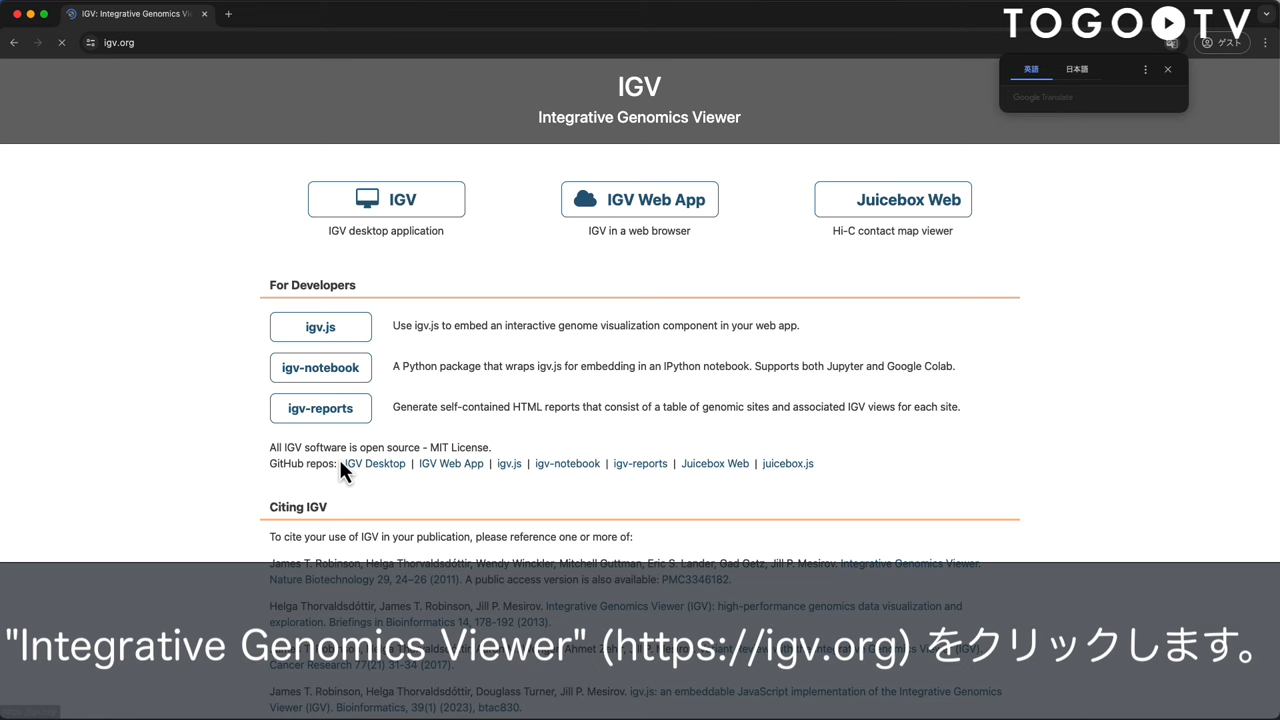 IGV: Integrative Genomics Vi
TOGO TV
igv.org
ゲスト
英語 日本語
Google Translate
IGV
Integrative Genomics Viewer
IGV IGV Web App Juicebox Web
IGV desktop application IGV in a web browser Hi-C contact map viewer
For Developers
igv.js Use igv.js to embed an interactive genome visualization component in your web app.
igv-notebook A Python package that wraps igv.js for embedding in an IPython notebook. Supports both Jupyter and Google Colab.
igv-reports Generate self-contained HTML reports that consist of a table of genomic sites and associated IGV views for each site.
All IGV software is open source - MIT License.
GitHub repos: IGV Desktop | IGV Web App | igv.js | igv-notebook | igv-reports | Juicebox Web | juicebox.js
Citing IGV
To cite your use of IGV in your publication, please reference one or more of:
James T. Robinson, Helga Thorvaldsdóttir, Wendy Winckler, Mitchell Guttman, Eric S. Lander, Gad Getz, Jill P. Mesirov. Integrative Genomics Viewer.
Nature Biotechnology 29, 24–26 (2011). A public access version is also available: PMC3346182.
Helga Thorvaldsdóttir, James T. Robinson, Jill P. Mesirov. Integrative Genomics Viewer (IGV): high-performance genomics data visualization and
exploration. Briefings in Bioinformatics 14, 178-192 (2013).
"Integrative Genomics Viewer" (https://igv.org) をクリックします。
Cancer Research 77(21) 31-34 (2017).
James T. Robinson, Helga Thorvaldsdottir, Douglass Turner, Jill P. Mesirov. igv.js: an embeddable JavaScript implementation of the Integrative Genomics
Viewer (IGV). Bioinformatics, 39(1) (2023), btac830.